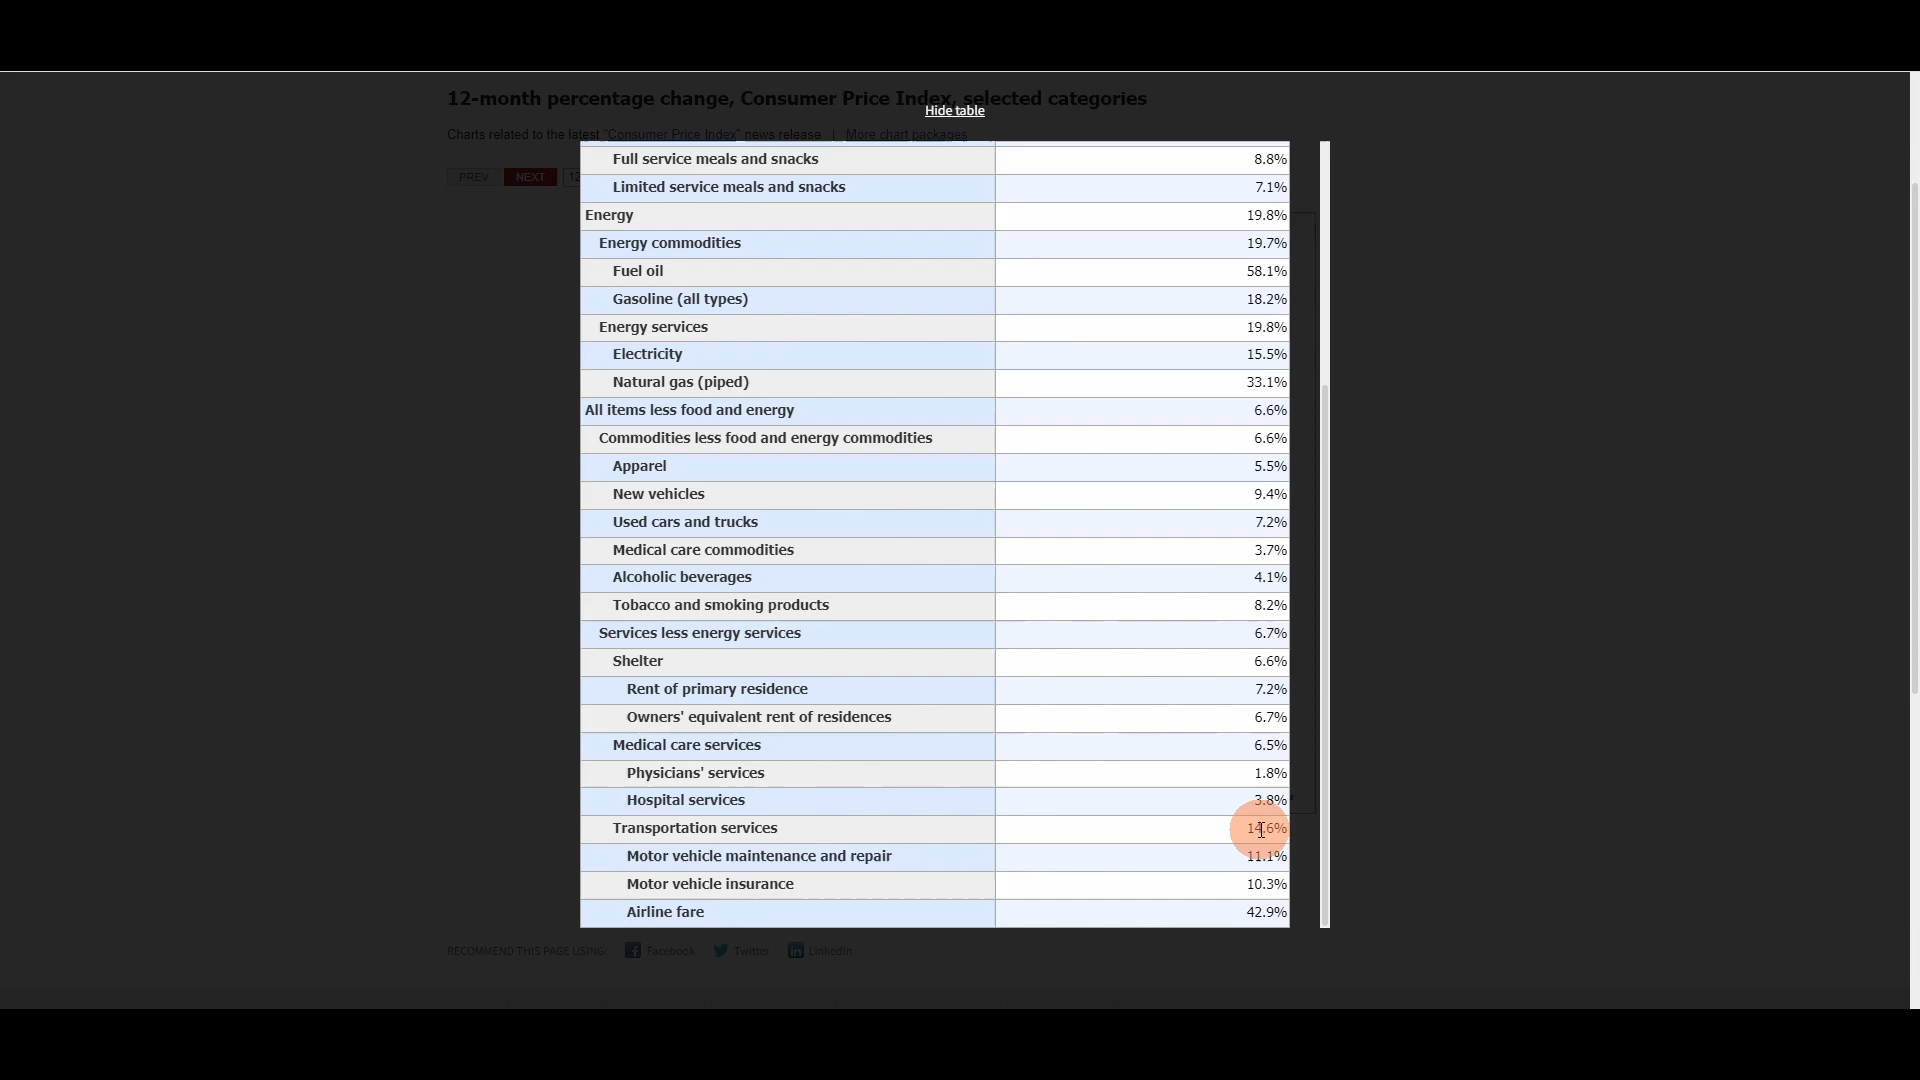 12-month percentage change, Consumer Price Index, selected categories
Hide table
Charts related to the latest "Consumer Price Index" news release | More chart packages
PREV NEXT 12
Full service meals and snacks 8.8%
Limited service meals and snacks 7.1%
Energy 19.8%
Energy commodities 19.7%
Fuel oil 58.1%
Gasoline (all types) 18.2%
Energy services 19.8%
Electricity 15.5%
Natural gas (piped) 33.1%
All items less food and energy 6.6%
Commodities less food and energy commodities 6.6%
Apparel 5.5%
New vehicles 9.4%
Used cars and trucks 7.2%
Medical care commodities 3.7%
Alcoholic beverages 4.1%
Tobacco and smoking products 8.2%
Services less energy services 6.7%
Shelter 6.6%
Rent of primary residence 7.2%
Owners' equivalent rent of residences 6.7%
Medical care services 6.5%
Physicians' services 1.8%
Hospital services 3.8%
Transportation services 14.6%
Motor vehicle maintenance and repair 11.1%
Motor vehicle insurance 10.3%
Airline fare 42.9%
RECOMMEND THIS PAGE USING: Facebook Twitter LinkedIn